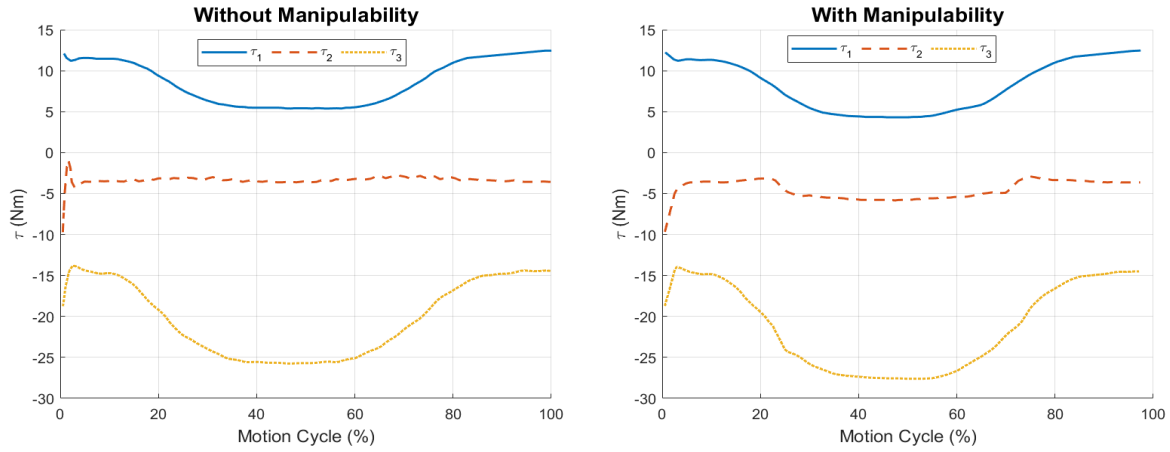 Without Manipulability
τ1 τ2 τ3
15
10
5
0
-5
-10
-15
-20
-25
-30
τ (Nm)
0 20 40 60 80 100
Motion Cycle (%)
With Manipulability
τ1 τ2 τ3
15
10
5
0
-5
-10
-15
-20
-25
-30
τ (Nm)
0 20 40 60 80 100
Motion Cycle (%)